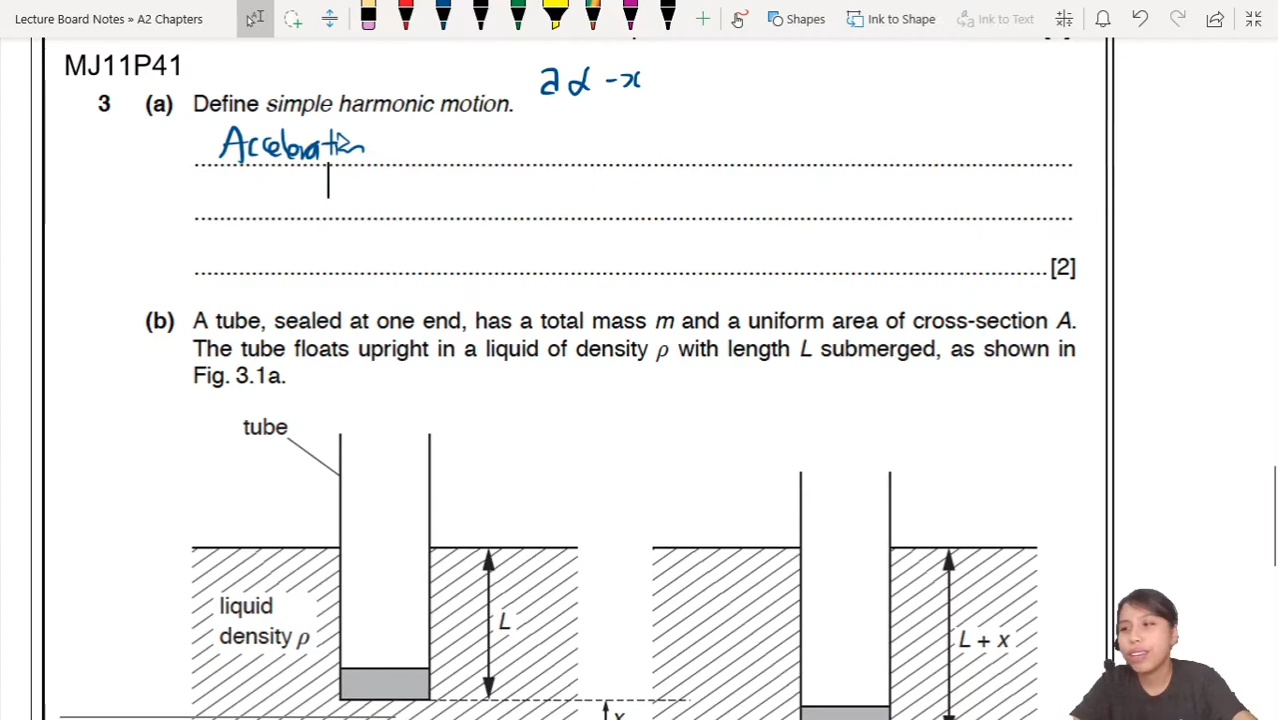 Lecture Board Notes » A2 Chapters
Shapes
Ink to Shape
Ink to Text
MJ11P41
a α -x
3 (a) Define simple harmonic motion.
Acceleration
[2]
(b) A tube, sealed at one end, has a total mass m and a uniform area of cross-section A.
The tube floats upright in a liquid of density ρ with length L submerged, as shown in
Fig. 3.1a.
tube
liquid
density ρ
L
L + x
x